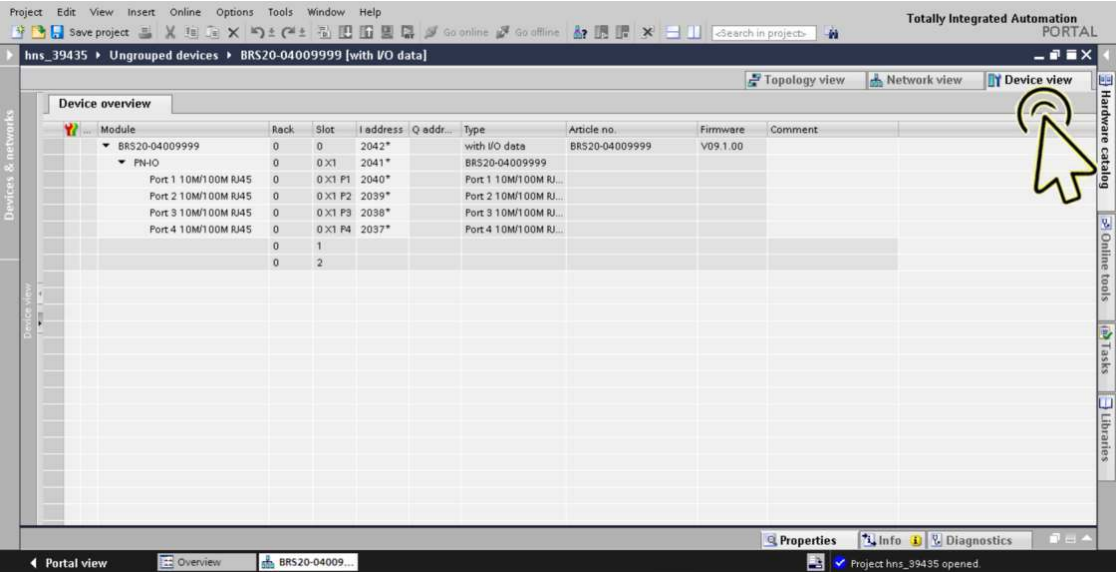 Project Edit View Insert Online Options Tools Window Help
Totally Integrated Automation
PORTAL
Save project Go online Go offline <Search in project>
hns_39435 ▸ Ungrouped devices ▸ BRS20-04009999 [with I/O data]
Topology view Network view Device view
Device overview
... Module Rack Slot I address Q addr... Type Article no. Firmware Comment
BRS20-04009999 0 0 2042* with I/O data BRS20-04009999 V09.1.00
PN-IO 0 0 X1 2041* BRS20-04009999
Port 1 10M/100M RJ45 0 0 X1 P1 2040* Port 1 10M/100M RJ...
Port 2 10M/100M RJ45 0 0 X1 P2 2039* Port 2 10M/100M RJ...
Port 3 10M/100M RJ45 0 0 X1 P3 2038* Port 3 10M/100M RJ...
Port 4 10M/100M RJ45 0 0 X1 P4 2037* Port 4 10M/100M RJ...
0 1
0 2
Devices & networks
Device view
Hardware catalog
Online tools
Tasks
Libraries
Properties Info Diagnostics
Portal view Overview BRS20-04009... Project hns_39435 opened.